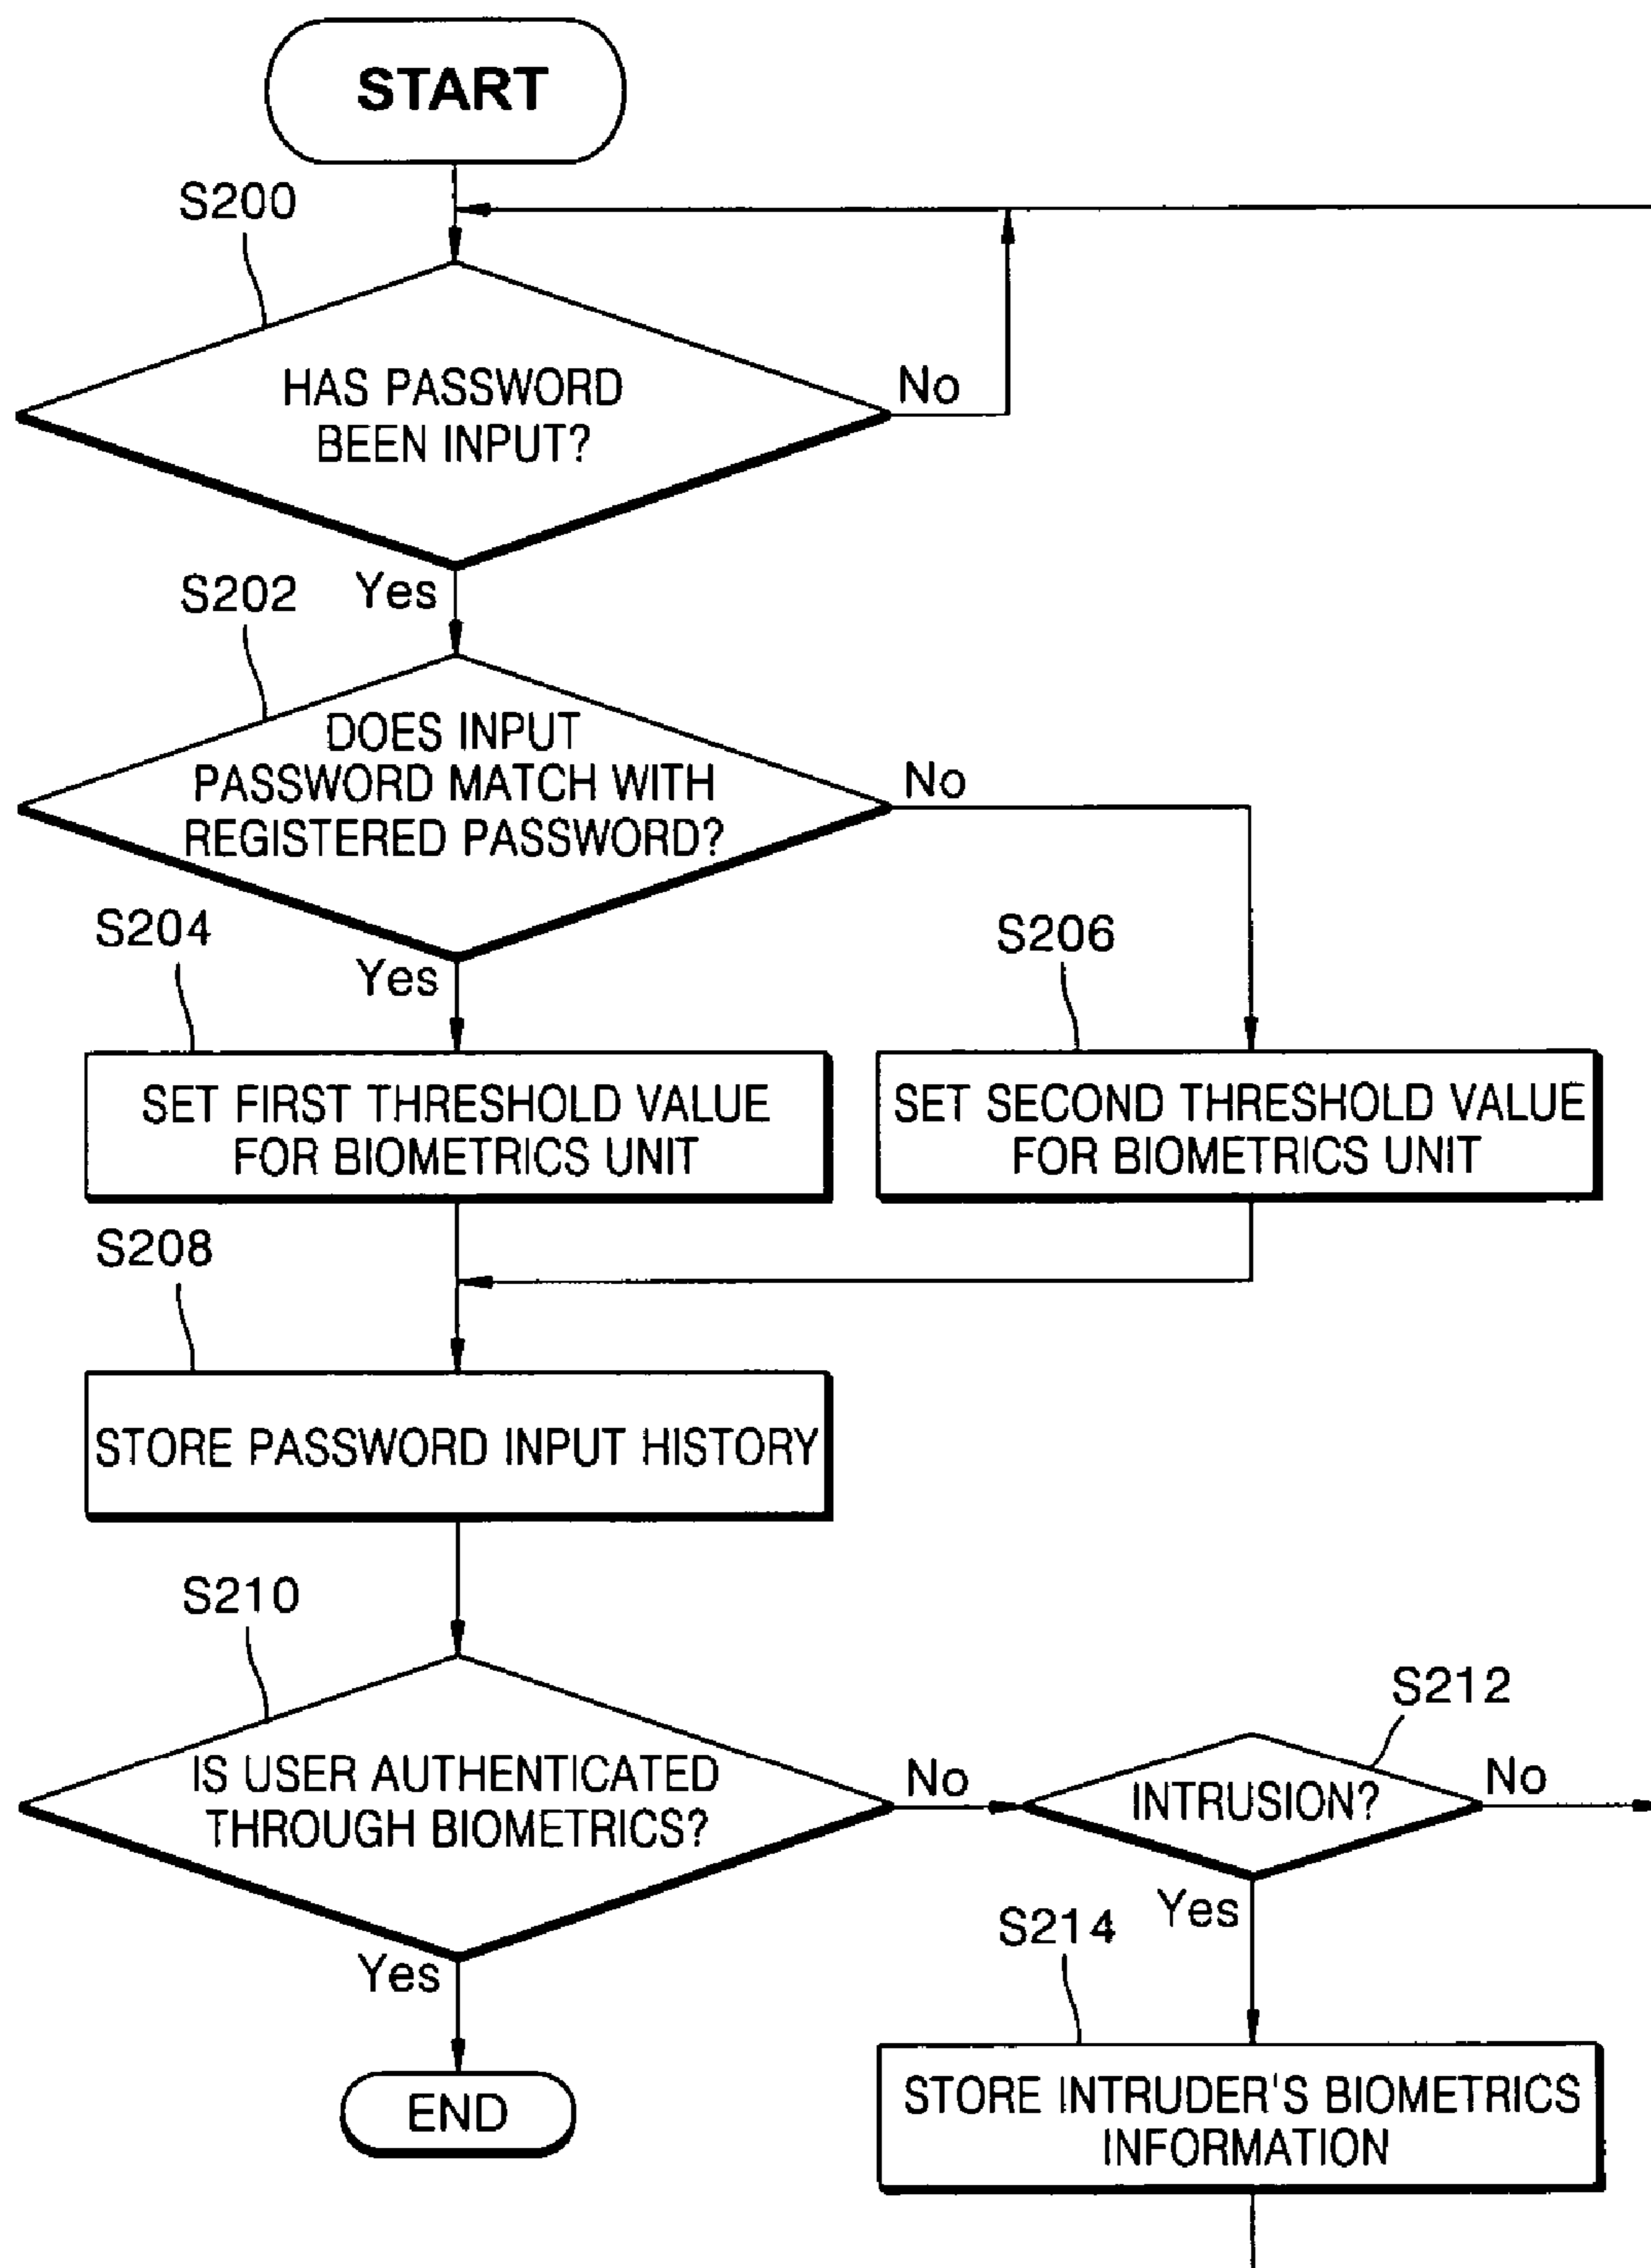 START
S200
HAS PASSWORD
BEEN INPUT?
No
Yes
S202
DOES INPUT
PASSWORD MATCH WITH
REGISTERED PASSWORD?
No
Yes
S204
SET FIRST THRESHOLD VALUE
FOR BIOMETRICS UNIT
S206
SET SECOND THRESHOLD VALUE
FOR BIOMETRICS UNIT
S208
STORE PASSWORD INPUT HISTORY
S210
IS USER AUTHENTICATED
THROUGH BIOMETRICS?
No
Yes
S212
INTRUSION?
No
Yes
S214
STORE INTRUDER'S BIOMETRICS
INFORMATION
END